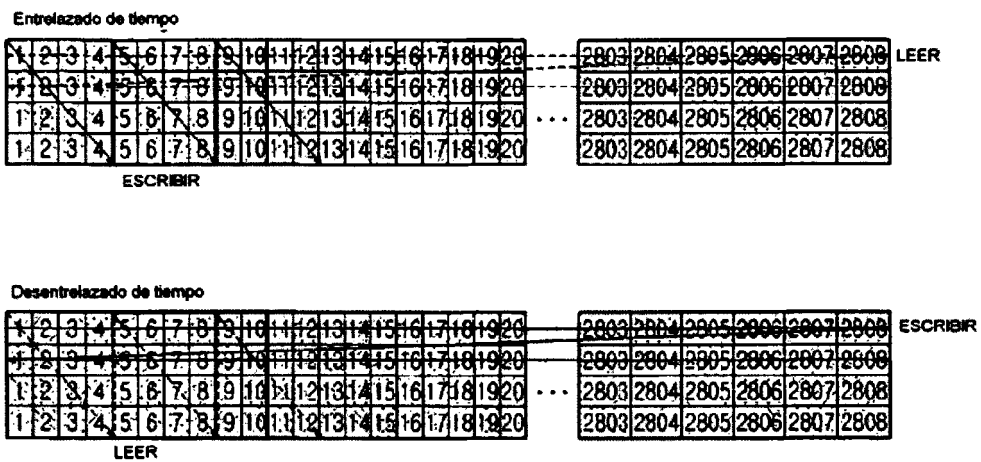 Entrelazado de tiempo
1 2 3 4 5 6 7 8 9 10 11 12 13 14 15 16 17 18 19 20 2803 2804 2805 2806 2807 2808 LEER
1 2 3 4 5 6 7 8 9 10 11 12 13 14 15 16 17 18 19 20 2803 2804 2805 2806 2807 2808
1 2 3 4 5 6 7 8 9 10 11 12 13 14 15 16 17 18 19 20 ... 2803 2804 2805 2806 2807 2808
1 2 3 4 5 6 7 8 9 10 11 12 13 14 15 16 17 18 19 20 2803 2804 2805 2806 2807 2808
ESCRIBIR
Desentrelazado de tiempo
1 2 3 4 5 6 7 8 9 10 11 12 13 14 15 16 17 18 19 20 2803 2804 2805 2806 2807 2808 ESCRIBIR
1 2 3 4 5 6 7 8 9 10 11 12 13 14 15 16 17 18 19 20 2803 2804 2805 2806 2807 2808
1 2 3 4 5 6 7 8 9 10 11 12 13 14 15 16 17 18 19 20 ... 2803 2804 2805 2806 2807 2808
1 2 3 4 5 6 7 8 9 10 11 12 13 14 15 16 17 18 19 20 2803 2804 2805 2806 2807 2808
LEER